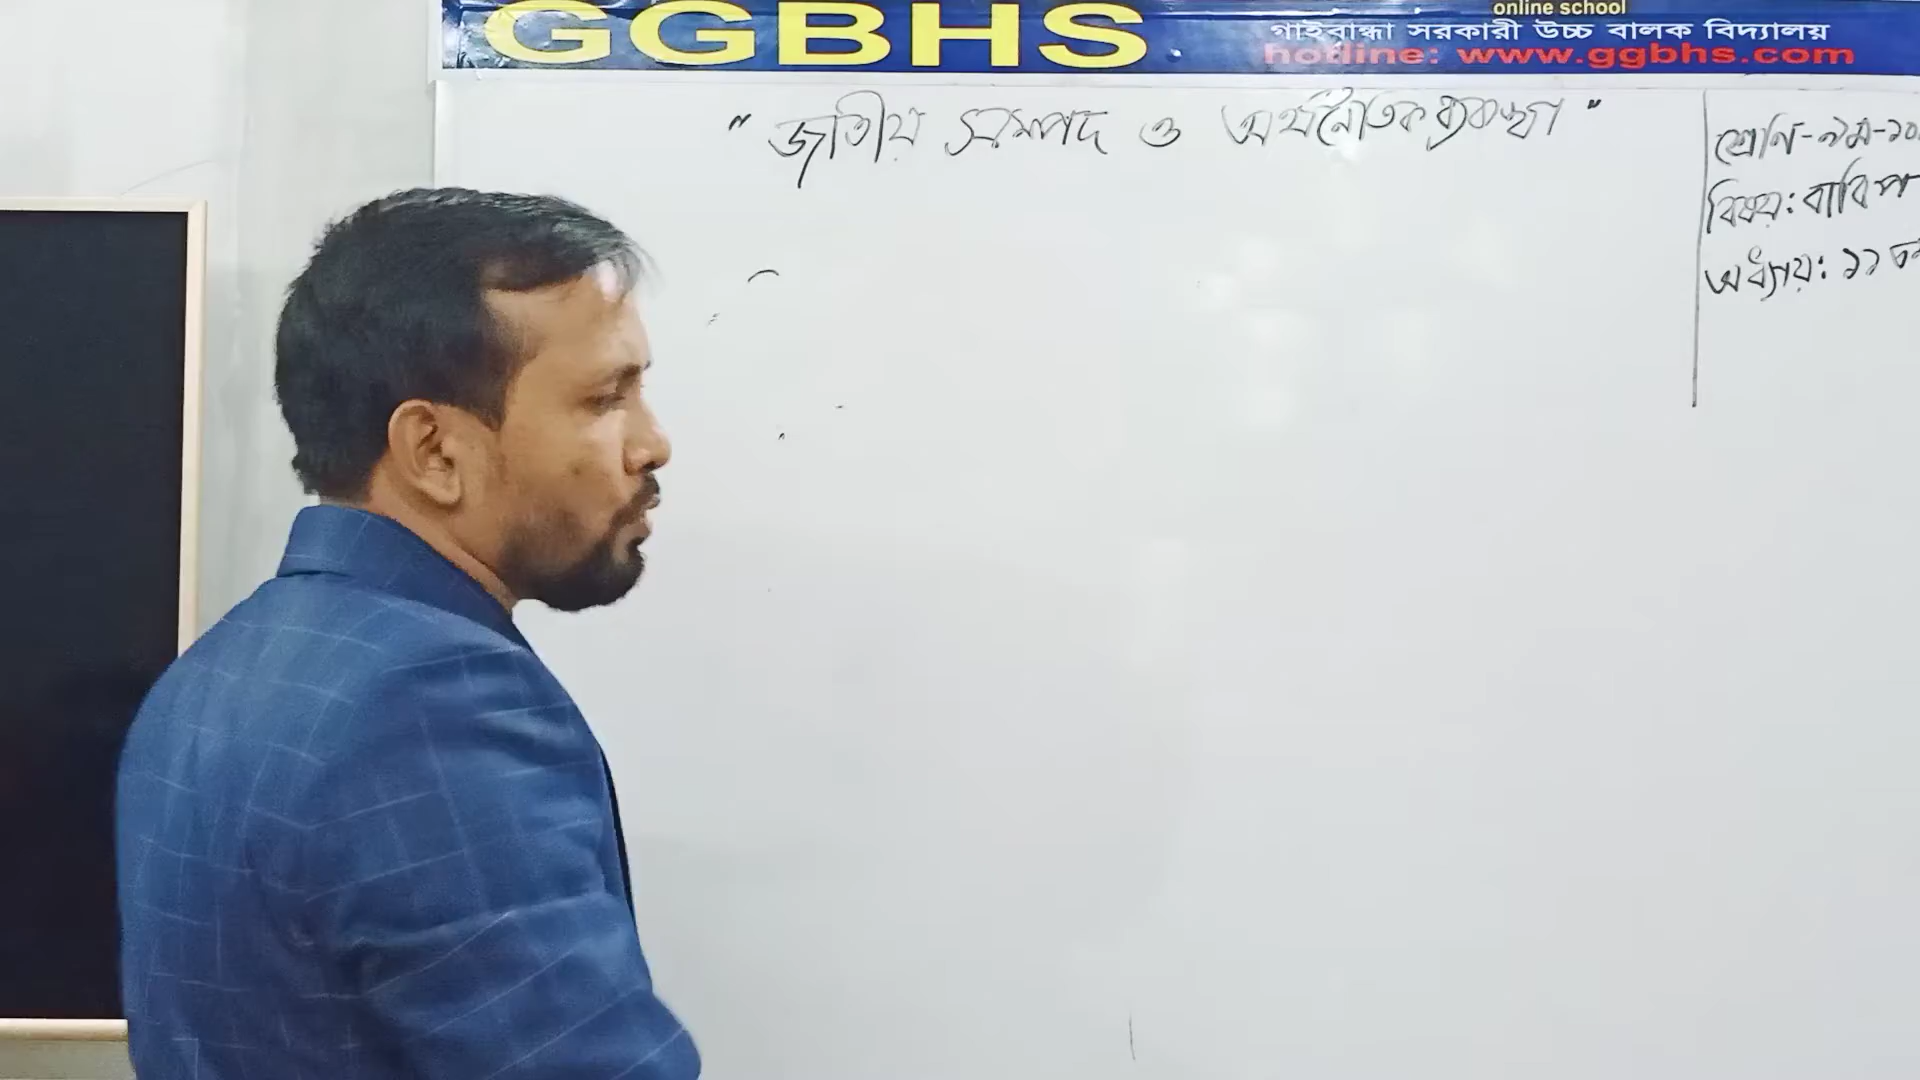 online school
GGBHS
গাইবান্ধা সরকারী উচ্চ বালক বিদ্যালয়
hotline: www.ggbhs.com
" জাতীয় সম্পদ ও অর্থনৈতিক ব্যবস্থা "
শ্রেণি-৯ম-১০
বিষয়: বাবিপ
অধ্যায়: ১১